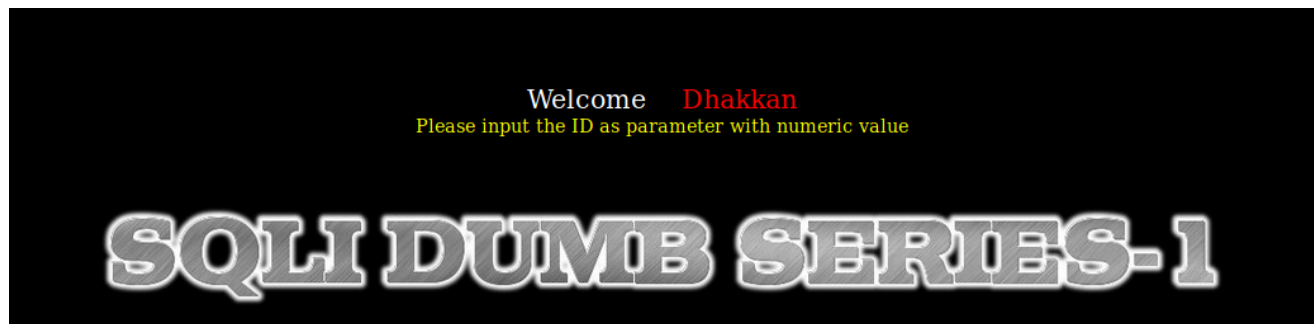 Welcome Dhakkan
Please input the ID as parameter with numeric value
SQLI DUMB SERIES-1